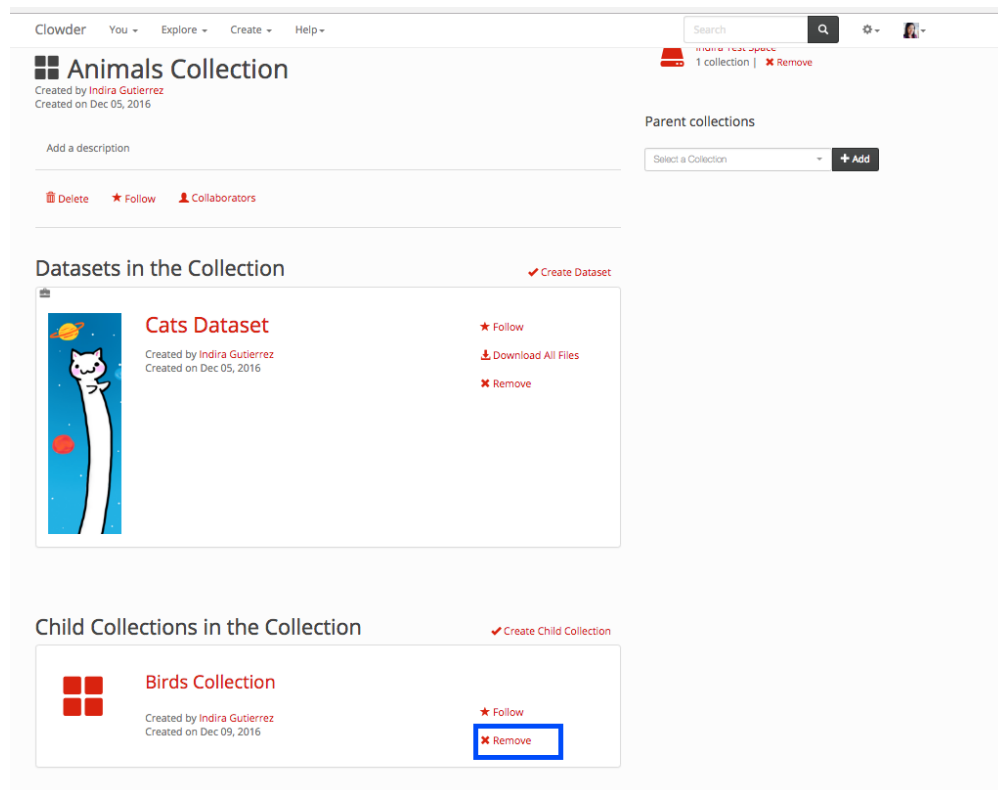 Clowder You Explore Create Help Search
Animals Collection
Created by Indira Gutierrez
Created on Dec 05, 2016
Add a description
Delete Follow Collaborators
Indira Test Space
1 collection | Remove
Parent collections
Select a Collection Add
Datasets in the Collection
Create Dataset
Cats Dataset
Created by Indira Gutierrez
Created on Dec 05, 2016
Follow
Download All Files
Remove
Child Collections in the Collection
Create Child Collection
Birds Collection
Created by Indira Gutierrez
Created on Dec 09, 2016
Follow
Remove